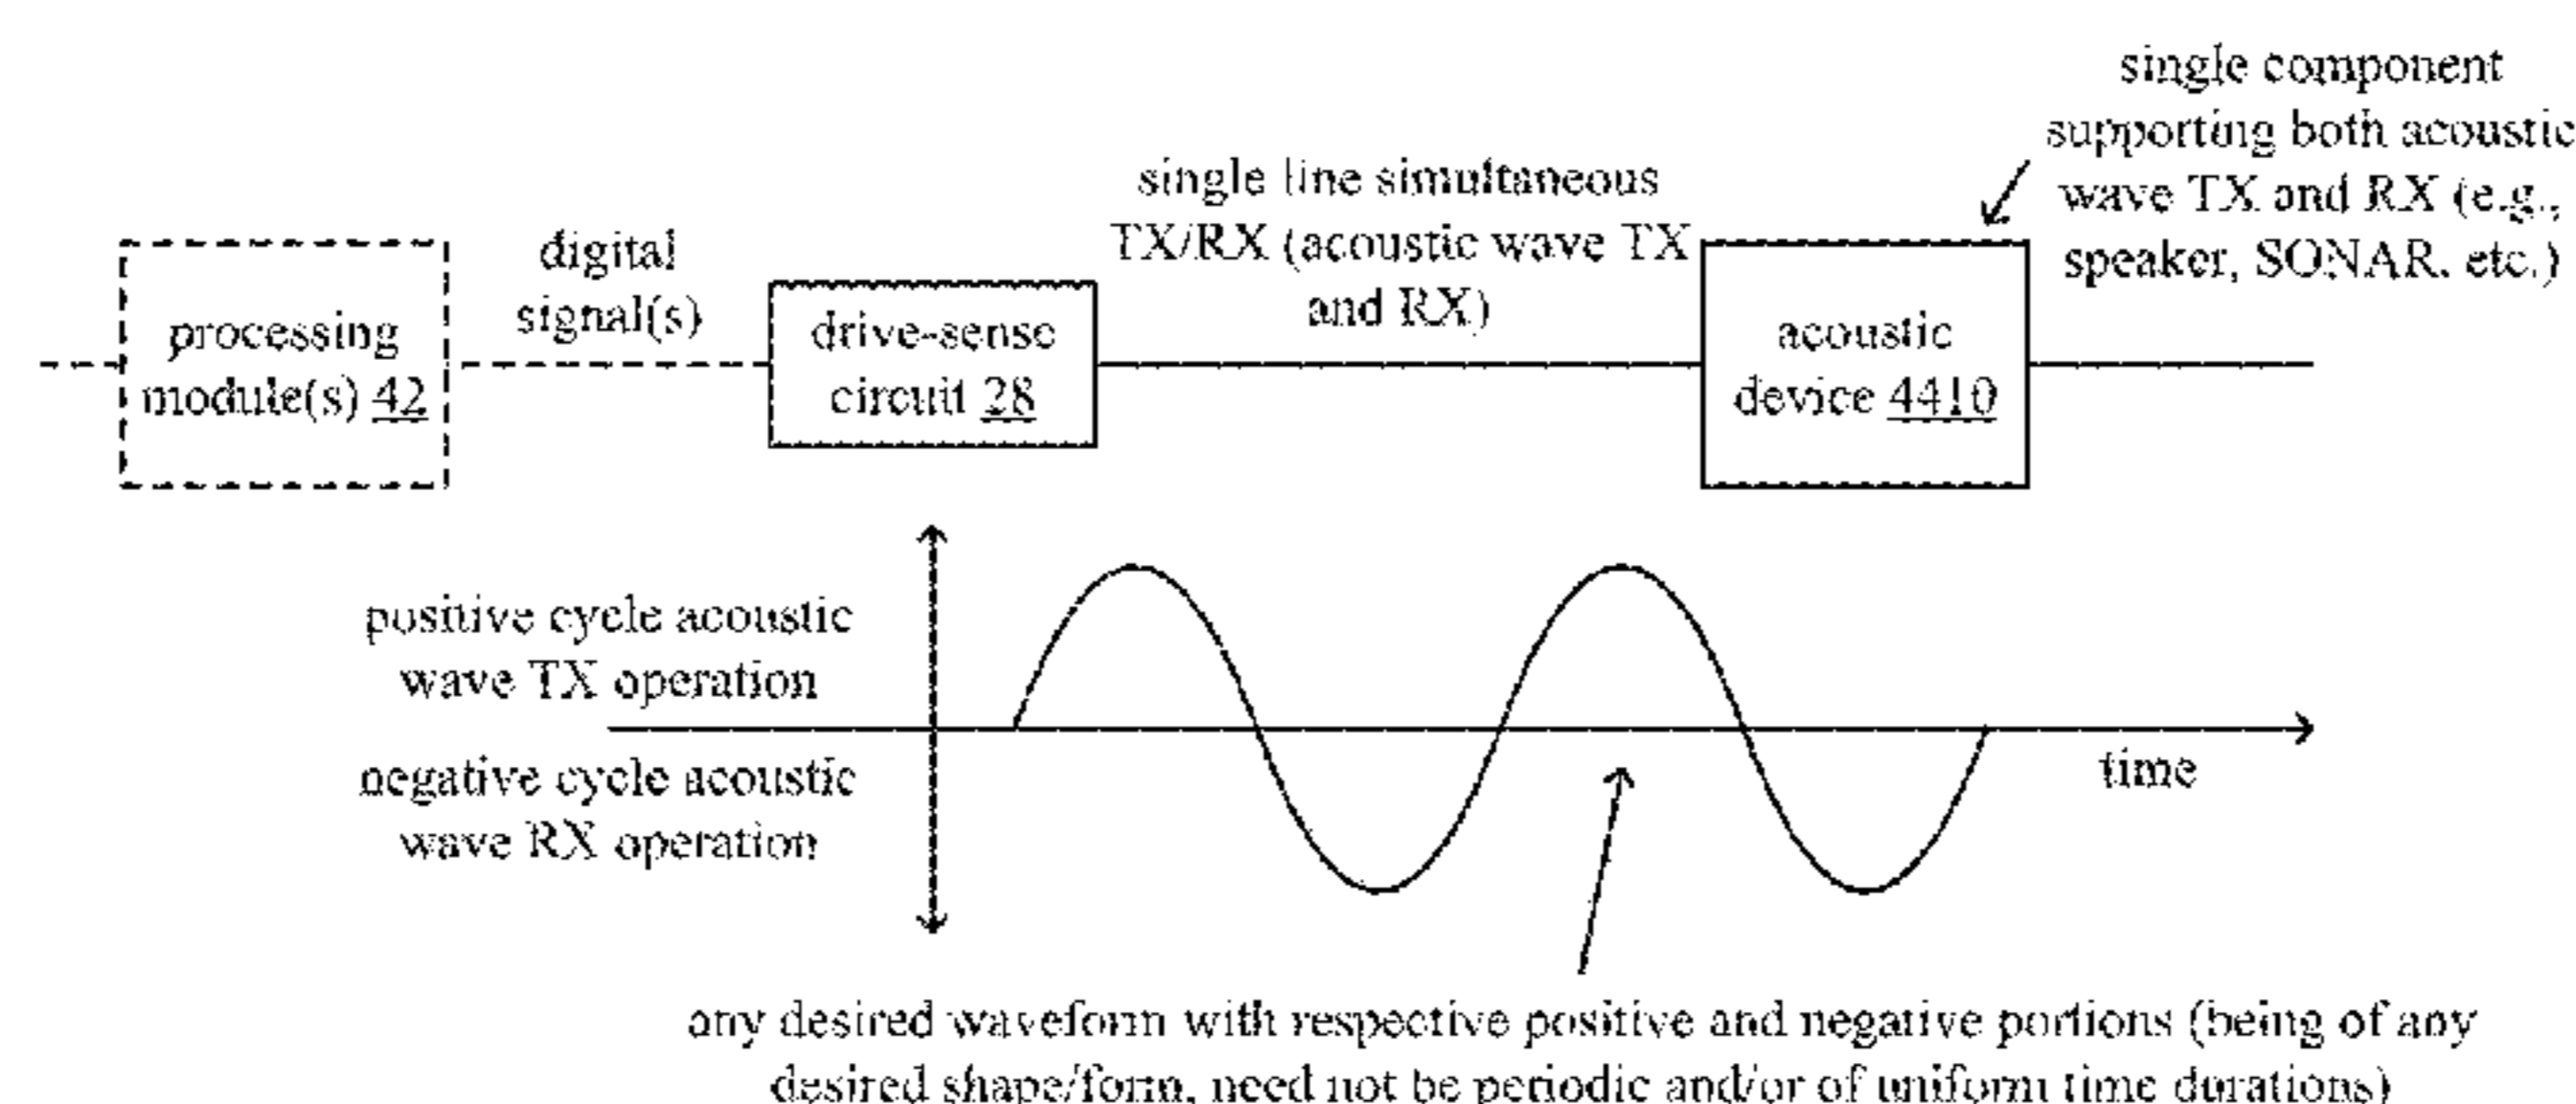 single component
supporting both acoustic
wave TX and RX (e.g.,
speaker, SONAR, etc.)
single line simultaneous
TX/RX (acoustic wave TX
and RX)
digital
signal(s)
processing
module(s) 42
drive-sense
circuit 28
acoustic
device 4410
positive cycle acoustic
wave TX operation
negative cycle acoustic
wave RX operation
time
any desired waveform with respective positive and negative portions (being of any
desired shape/form, need not be periodic and/or of uniform time durations)